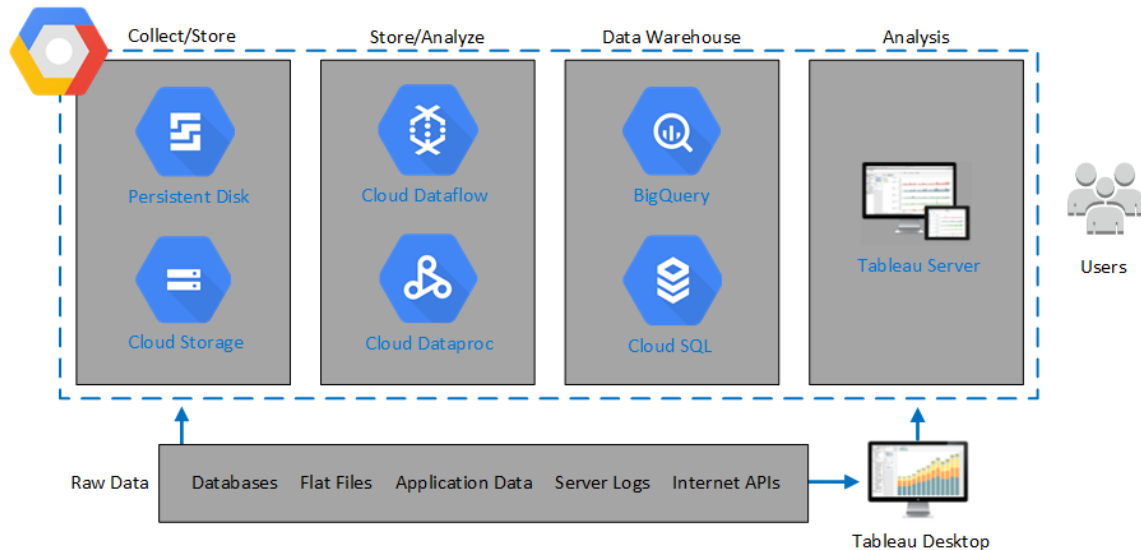 Collect/Store
Store/Analyze
Data Warehouse
Analysis
Persistent Disk
Cloud Dataflow
BigQuery
Cloud Storage
Cloud Dataproc
Cloud SQL
Tableau Server
Users
Raw Data
Databases
Flat Files
Application Data
Server Logs
Internet APIs
Tableau Desktop